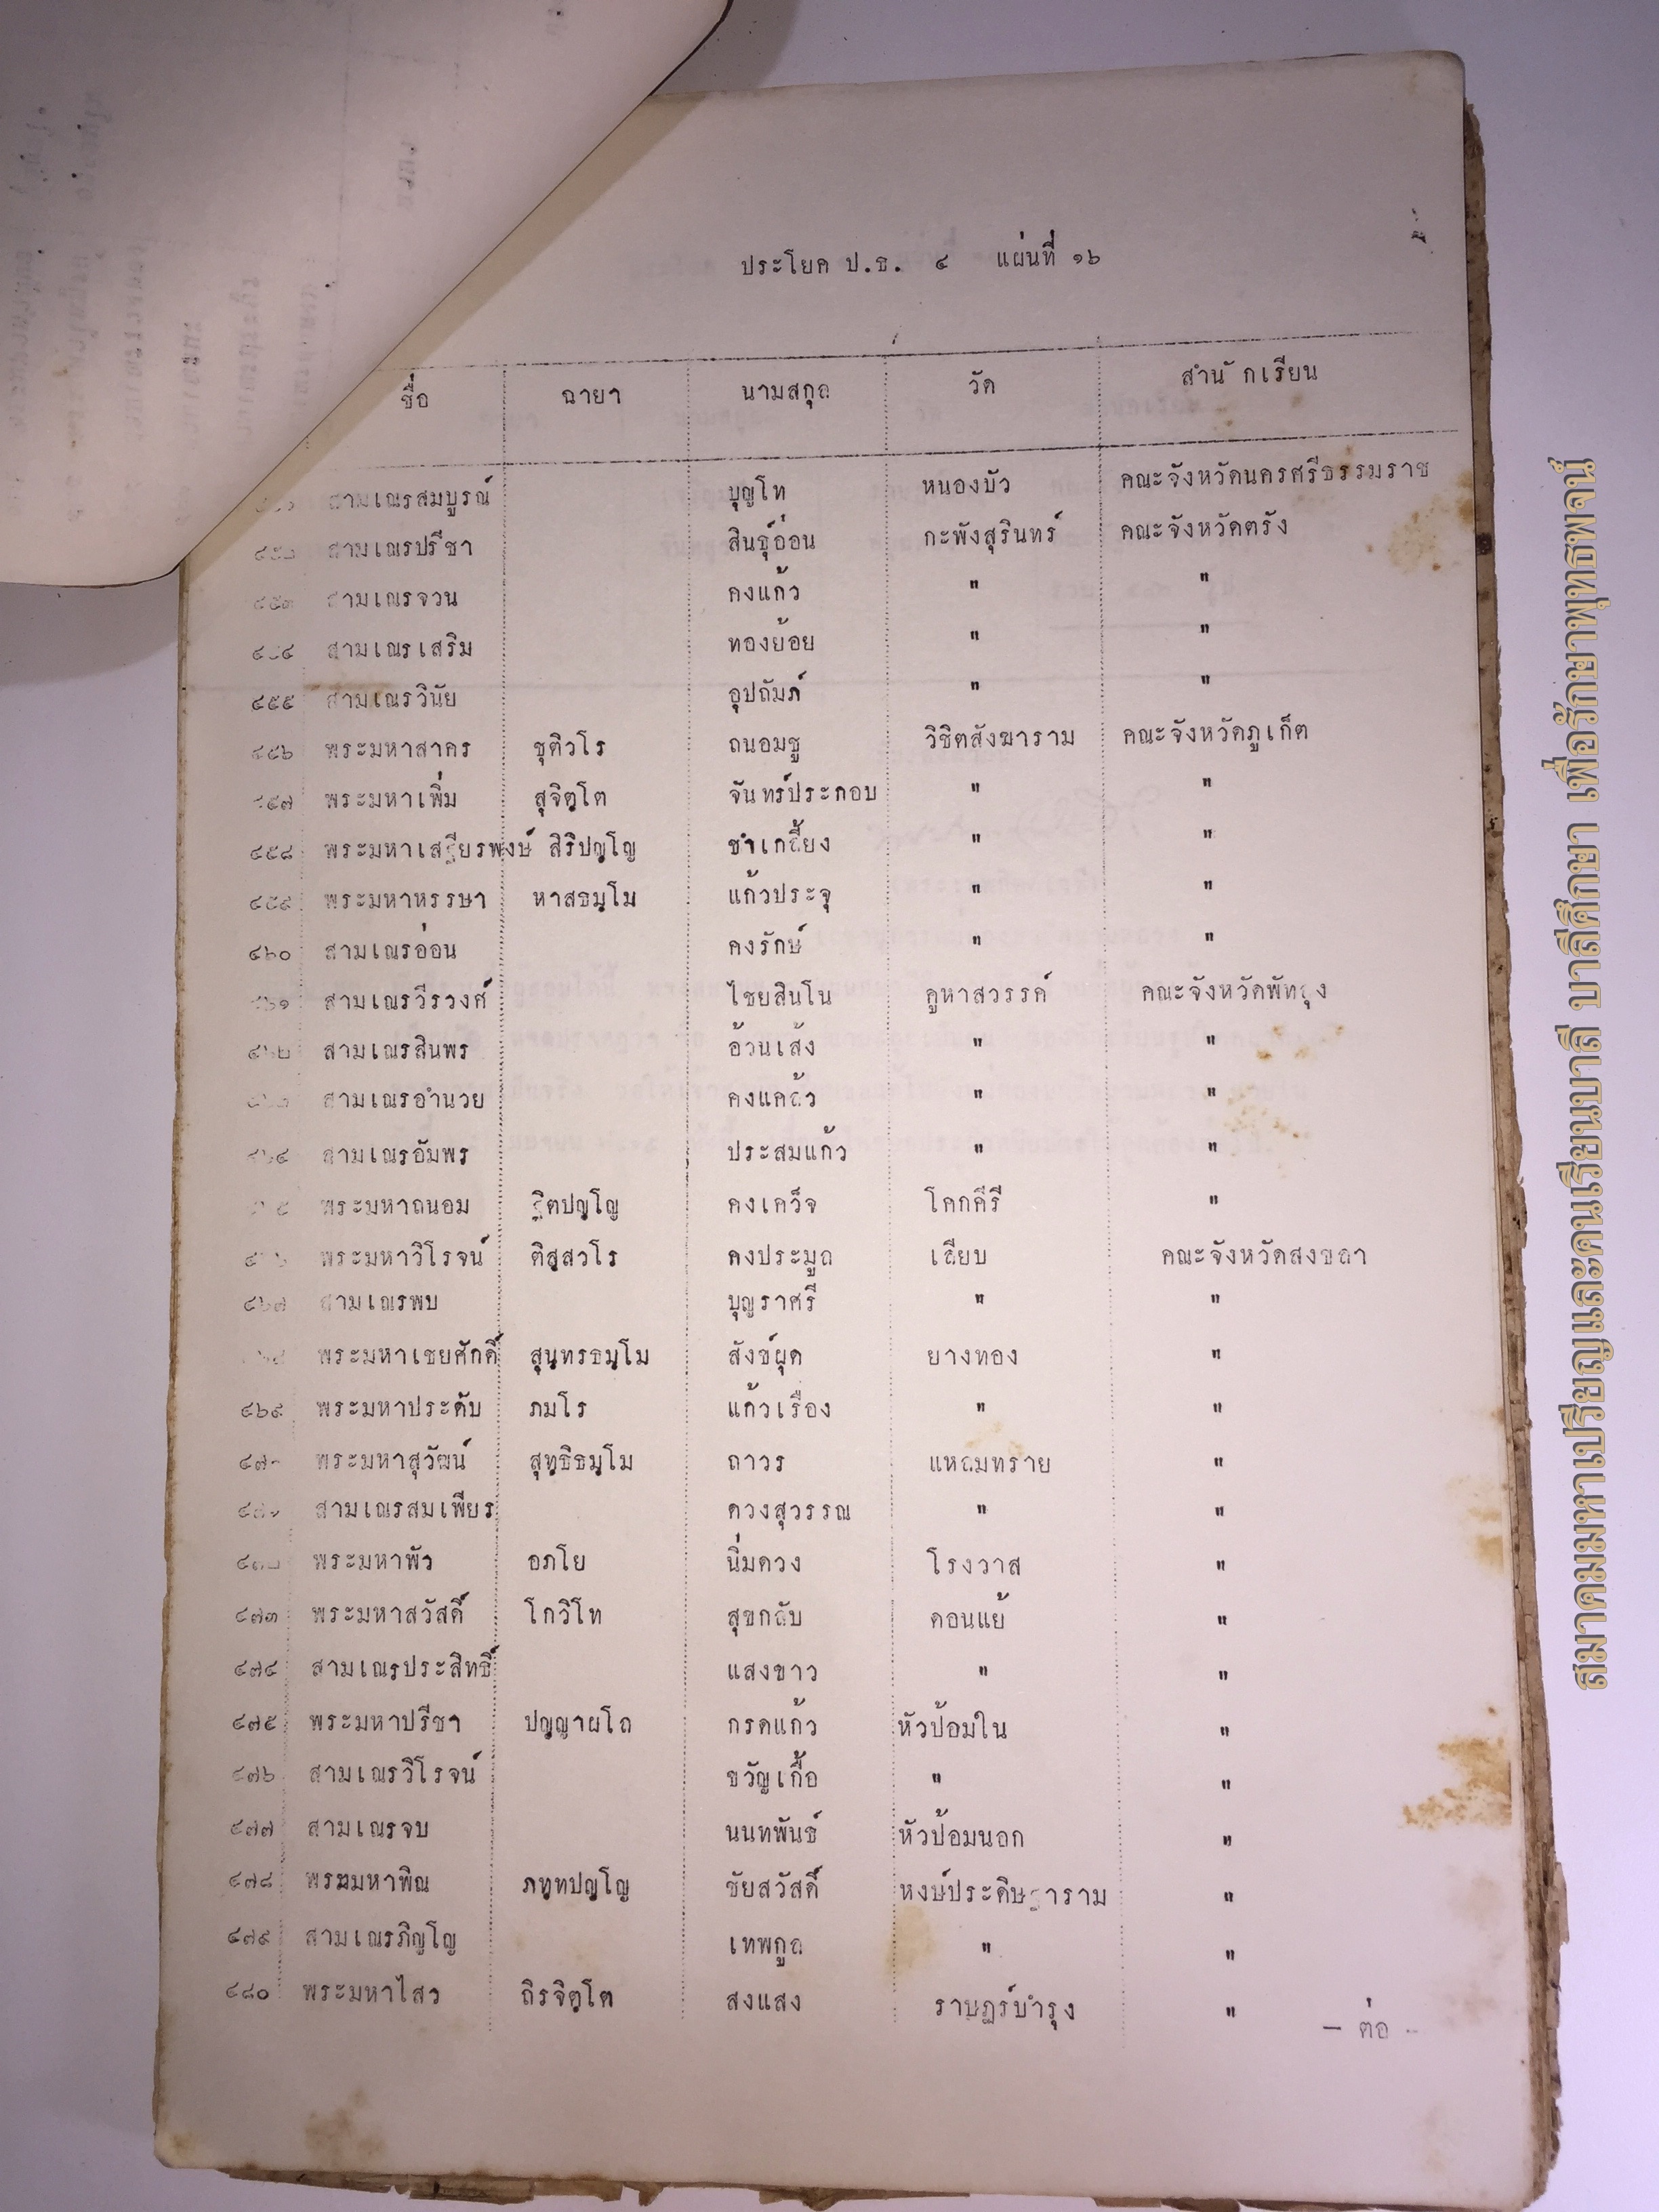 ประโยค ป.ธ. ๔ แผ่นที่ ๑๖
ชื่อ ฉายา นามสกุล วัด สำนักเรียน
สามเณรสมบูรณ์ บุญโท หนองบัว คณะจังหวัดนครศรีธรรมราช
สามเณรปรีชา สินธุ์อ่อน กะพังสุรินทร์ คณะจังหวัดตรัง
๔๕๓ สามเณรจวน คงแก้ว " "
๔๕๔ สามเณรเสริม ทองย้อย " "
๔๕๕ สามเณรวินัย อุปถัมภ์ " "
๔๕๖ พระมหาสาคร ชุติวโร ถนอมชู วิชิตสังฆาราม คณะจังหวัดภูเก็ต
๔๕๗ พระมหาเพิ่ม สุจิตฺโต จันทร์ประกอบ " "
๔๕๘ พระมหาเสฐียรพงษ์ สิริปญฺโญ ชำเกลี้ยง " "
๔๕๙ พระมหาหรรษา หาสธมฺโม แก้วประจุ " "
๔๖๐ สามเณรอ่อน คงรักษ์ " "
๔๖๑ สามเณรวีรวงศ์ ไชยสินโน คูหาสวรรค์ คณะจังหวัดพัทลุง
๔๖๒ สามเณรสินพร อ้วนเส้ง " "
สามเณรอำนวย คงแคล้ว " "
๔๖๔ สามเณรอัมพร ประสมแก้ว " "
พระมหาถนอม ฐิตปญฺโญ คงเคว็จ โคกคีรี "
พระมหาวิโรจน์ ติสฺสวโร คงประมูล เลียบ คณะจังหวัดสงขลา
๔๖๗ สามเณรพบ บุญราศรี " "
พระมหาเชยศักดิ์ สุนฺทรธมฺโม สังข์ผุด ยางทอง "
๔๖๙ พระมหาประดับ ภมโร แก้วเรือง " "
๔๗๐ พระมหาสุวัฒน์ สุทฺธิธมฺโม ถาวร แหลมทราย "
๔๗๑ สามเณรสมเพียร ดวงสุวรรณ " "
๔๗๒ พระมหาพัว อภโย นิ่มดวง โรงวาส "
๔๗๓ พระมหาสวัสดิ์ โกวิโท สุขกลับ ดอนแย้ "
๔๗๔ สามเณรประสิทธิ์ แสงขาว " "
๔๗๕ พระมหาปรีชา ปญฺญาผโล กรดแก้ว หัวป้อมใน "
๔๗๖ สามเณรวิโรจน์ ขวัญเกื้อ " "
๔๗๗ สามเณรจบ นนทพันธ์ หัวป้อมนอก "
๔๗๘ พระมหาพิณ ภทฺทปญฺโญ ชัยสวัสดิ์ หงษ์ประดิษฐาราม "
๔๗๙ สามเณรภิญโญ เทพกูล " "
๔๘๐ พระมหาไสว ถิรจิตฺโต สงแสง ราษฎร์บำรุง "
– ต่อ –
สมาคมมหาเปรียญและคนเรียนบาลี บาลีศึกษา เพื่อรักษาพุทธพจน์